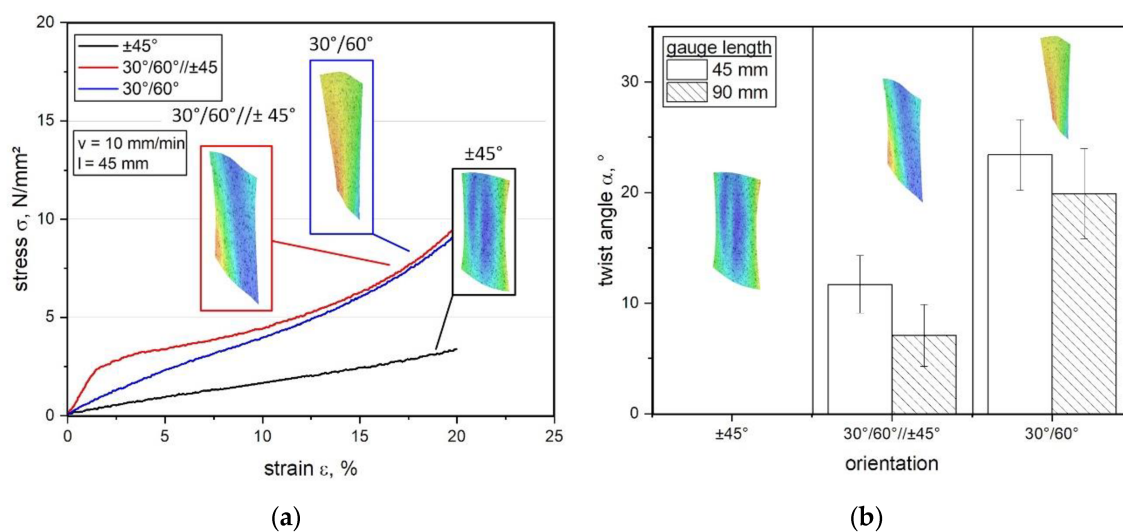 20
15
10
5
0
stress σ, N/mm²
±45°
30°/60°//±45
30°/60°
v = 10 mm/min
l = 45 mm
30°/60°
30°/60°//± 45°
±45°
0 5 10 15 20 25
strain ε, %
(a)
30
20
10
0
twist angle α, °
gauge length
45 mm
90 mm
±45° 30°/60°//±45° 30°/60°
orientation
(b)